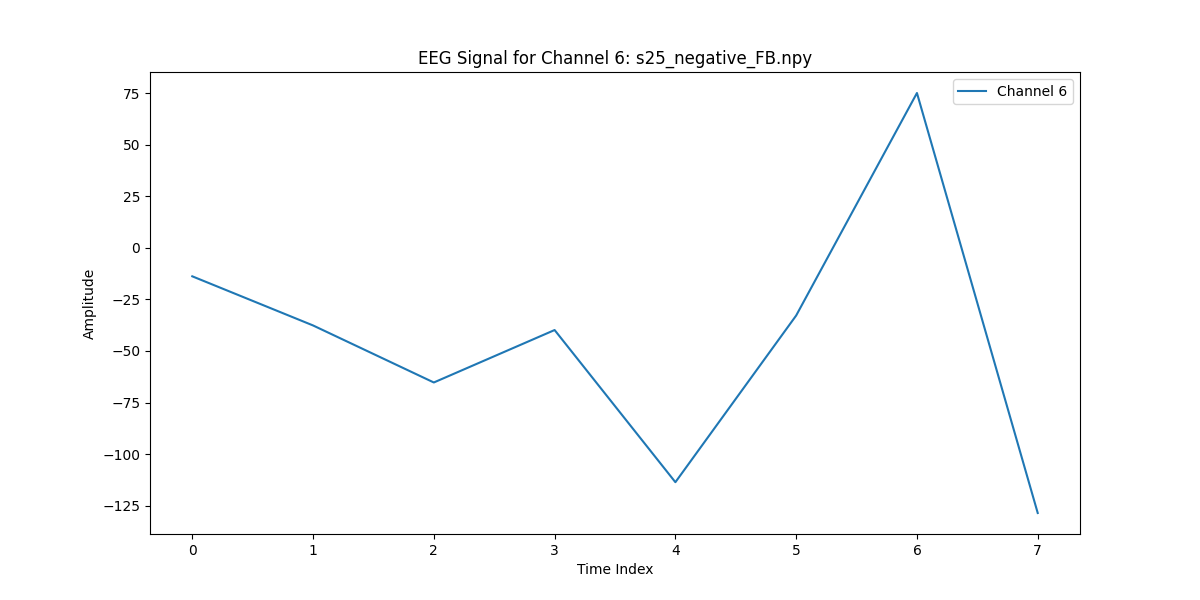 EEG Signal for Channel 6: s25_negative_FB.npy
Channel 6
75
50
25
0
−25
−50
−75
−100
−125
Amplitude
0 1 2 3 4 5 6 7
Time Index